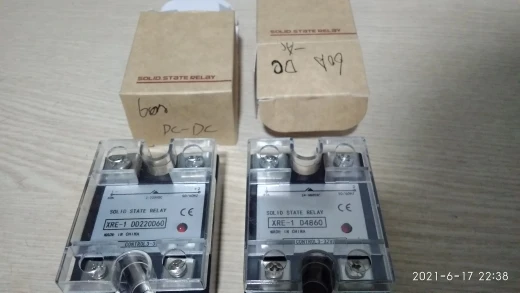 SOLID STATE RELAY
60A
DC-DC
SOLID STATE RELAY
60A DC
-AC
SOLID STATE RELAY
CE
XRE-1 DD220D60
MADE IN CHINA
SOLID STATE RELAY
CE
XRE-1 D4860
MADE IN CHINA
2021-6-17 22:38